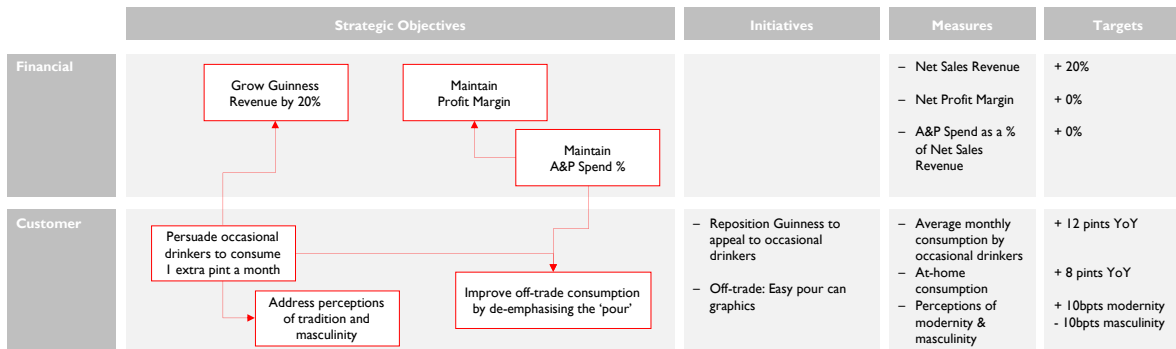 Strategic Objectives
Initiatives
Measures
Targets
Financial
Grow Guinness
Revenue by 20%
Maintain
Profit Margin
Maintain
A&P Spend %
– Net Sales Revenue
– Net Profit Margin
– A&P Spend as a %
of Net Sales
Revenue
+ 20%
+ 0%
+ 0%
Customer
Persuade occasional
drinkers to consume
1 extra pint a month
Address perceptions
of tradition and
masculinity
Improve off-trade consumption
by de-emphasising the ‘pour’
– Reposition Guinness to
appeal to occasional
drinkers
– Off-trade: Easy pour can
graphics
– Average monthly
consumption by
occasional drinkers
– At-home
consumption
– Perceptions of
modernity &
masculinity
+ 12 pints YoY
+ 8 pints YoY
+ 10bpts modernity
- 10bpts masculinity